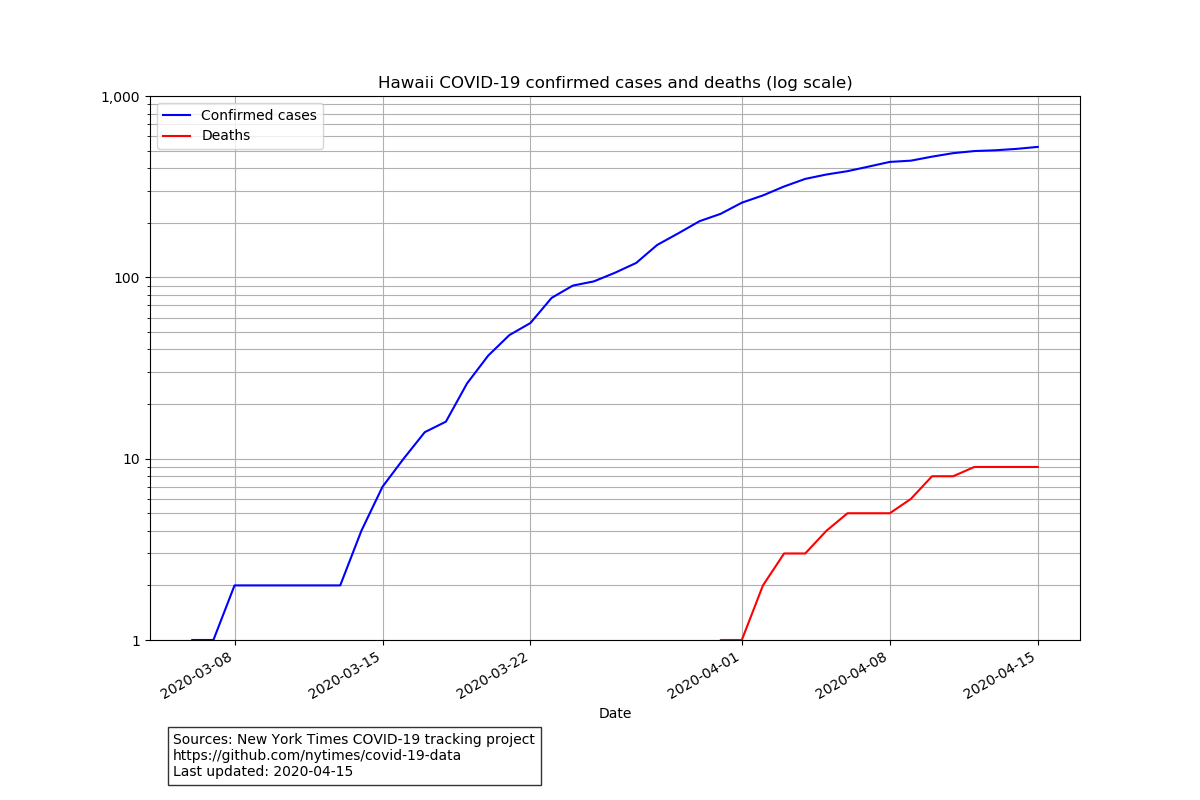 Hawaii COVID-19 confirmed cases and deaths (log scale)
1,000
100
10
1
Confirmed cases
Deaths
2020-03-08
2020-03-15
2020-03-22
2020-04-01
2020-04-08
2020-04-15
Date
Sources: New York Times COVID-19 tracking project
https://github.com/nytimes/covid-19-data
Last updated: 2020-04-15